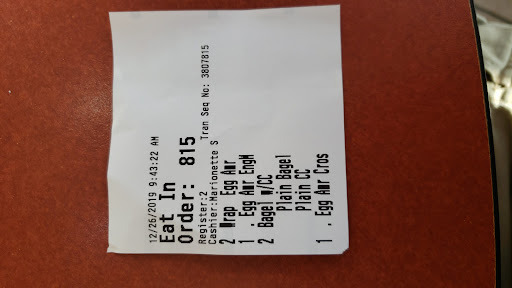 12/26/2019 9:43:22 AM
Eat In
Order: 815
Register:2 Tran Seq No: 3807815
Cashier:Marionette S
2 Wrap Egg Amr
1 . Egg Amr EngM
2 Bagel w/CC
Plain Bagel
Plain CC
1 . Egg Amr Cros